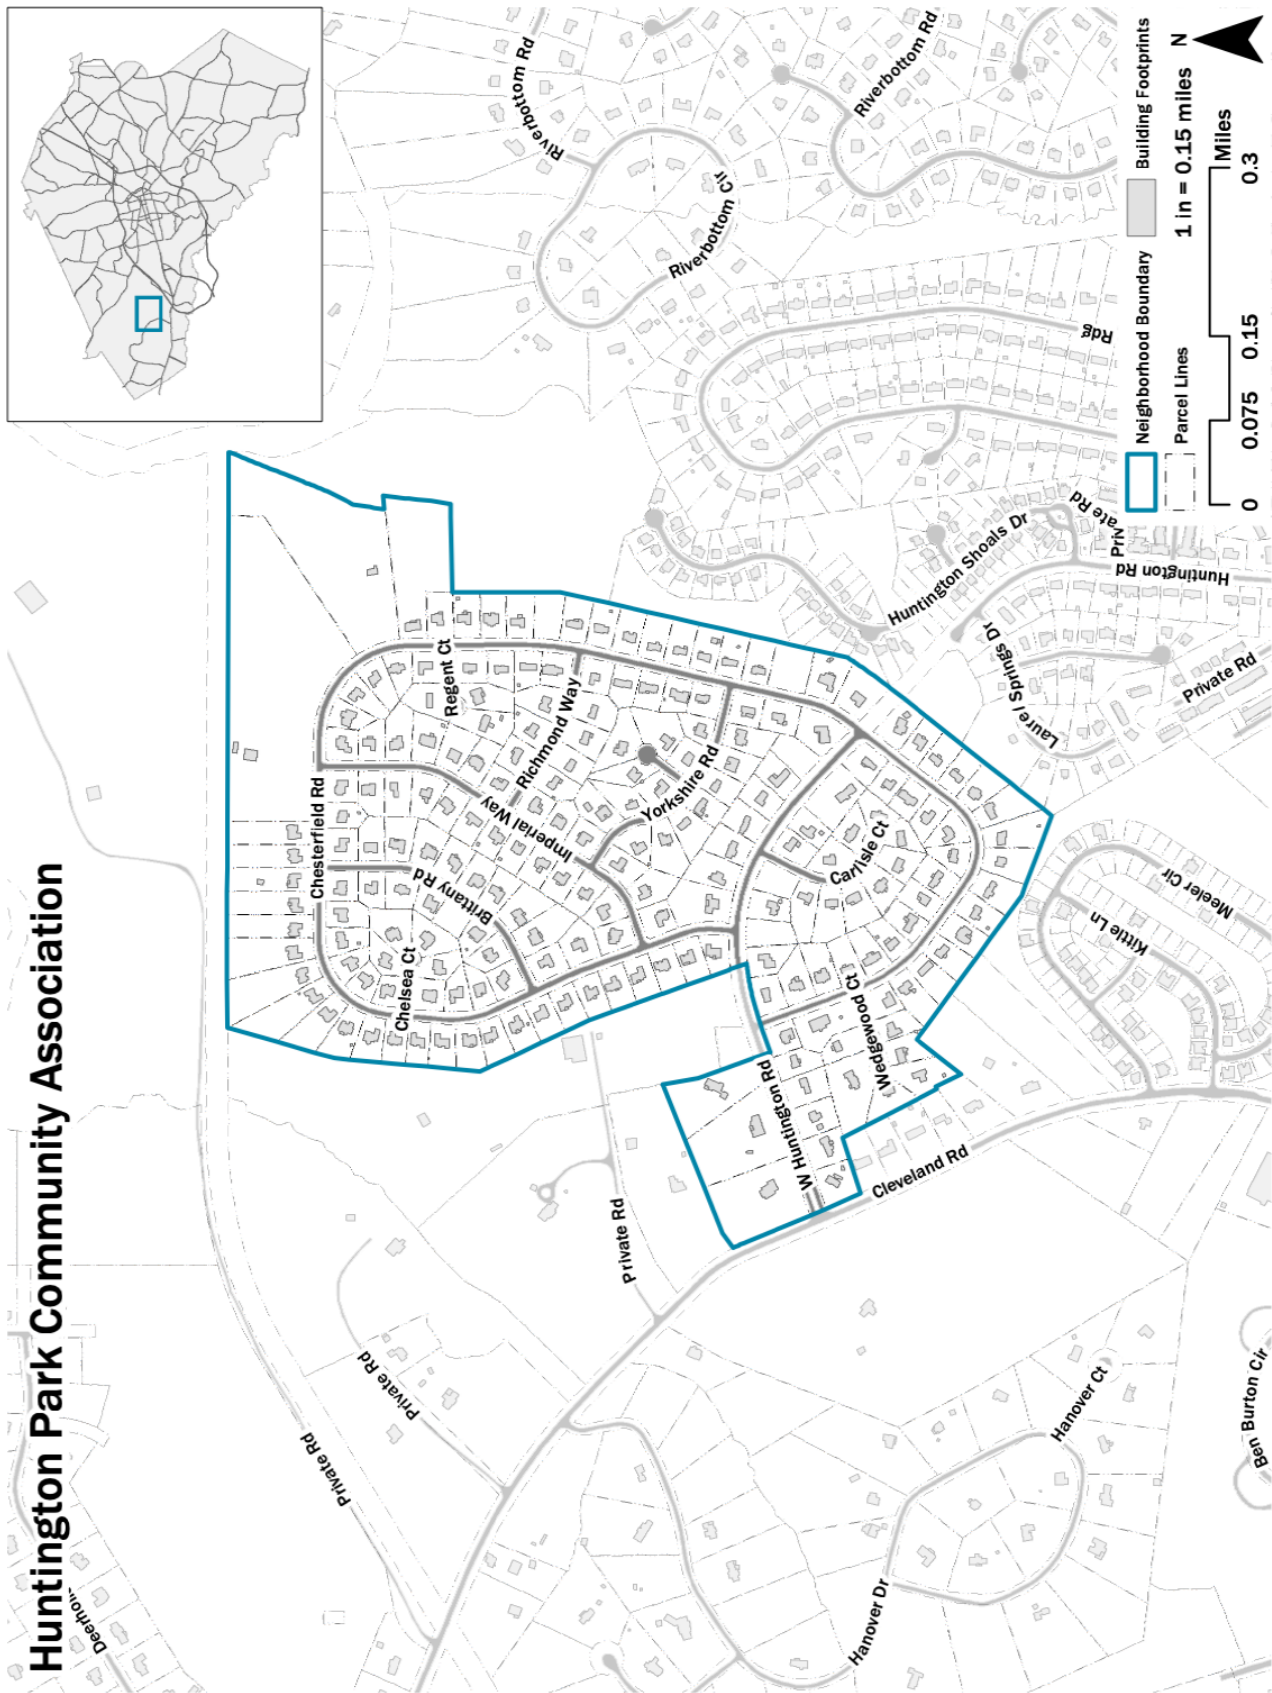 Huntington Park Community Association
Riverbottom Rd
Riverbottom Rd
Riverbottom Cir
Rdg
Regent Ct
Richmond Way
Chesterfield Rd
Imperial Way
Yorkshire Rd
Brittany Rd
Chelsea Ct
Carlisle Ct
Wedgewood Ct
W Huntington Rd
Cleveland Rd
Huntington Shoals Dr
Private Rd
Huntington Rd
Laurel Springs Dr
Private Rd
Meeler Cir
Kittle Ln
Private Rd
Private Rd
Private Rd
Hanover Ct
Hanover Dr
Ben Burton Cir
Neighborhood Boundary
Building Footprints
Parcel Lines
1 in = 0.15 miles
N
0 0.075 0.15 0.3
Miles